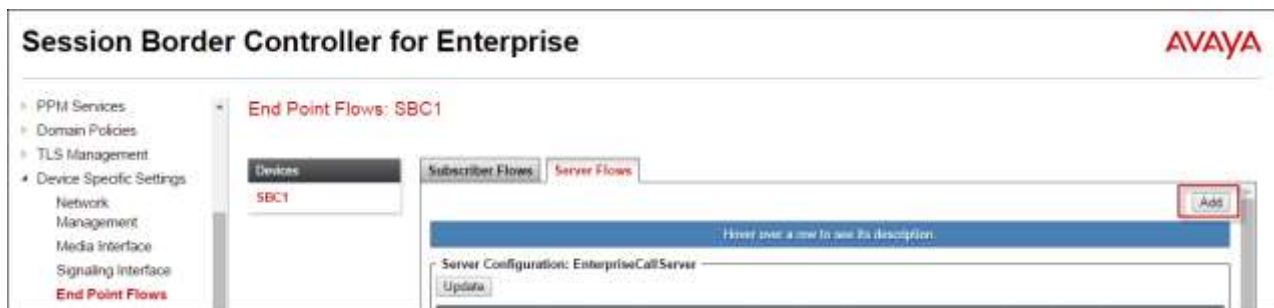 Session Border Controller for Enterprise
AVAYA
PPM Services
Domain Policies
TLS Management
Device Specific Settings
Network
Management
Media Interface
Signaling Interface
End Point Flows
End Point Flows: SBC1
Devices
SBC1
Subscriber Flows
Server Flows
Add
Hover over a row to see its description
Server Configuration: EnterpriseCallServer
Update